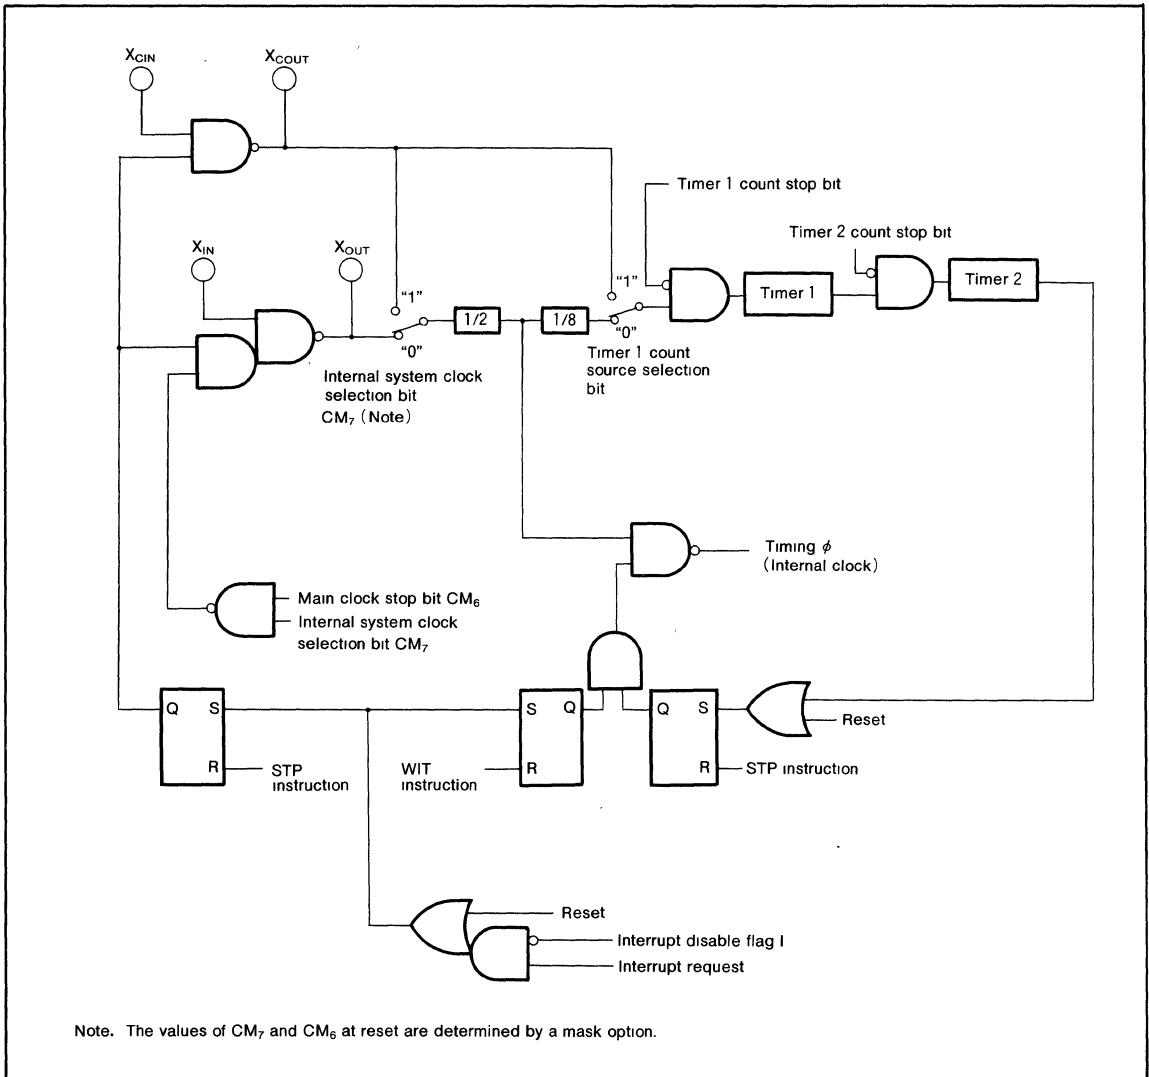 XCIN
XCOUT
Timer 1 count stop bit
Timer 2 count stop bit
XIN
XOUT
"1"
"1"
1/2
1/8
Timer 1
Timer 2
"0"
"0"
Internal system clock
selection bit
CM7 (Note)
Timer 1 count
source selection
bit
Timing ϕ
(Internal clock)
Main clock stop bit CM6
Internal system clock
selection bit CM7
Q S
R
STP
instruction
WIT
instruction
S Q
R
Q S
R
Reset
STP instruction
Reset
Interrupt disable flag I
Interrupt request
Note. The values of CM7 and CM6 at reset are determined by a mask option.